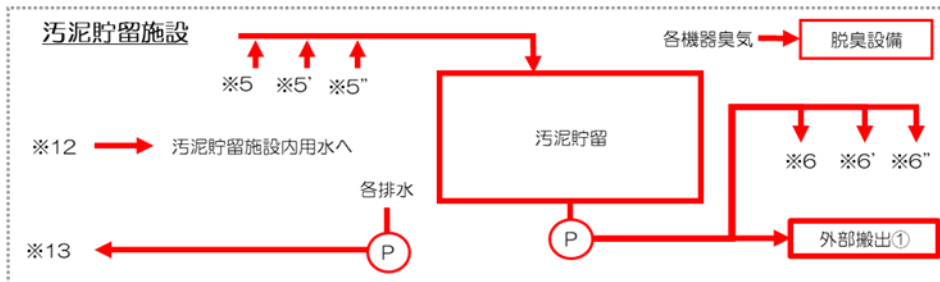 汚泥貯留施設
各機器臭気
脱臭設備
※5 ※5' ※5"
汚泥貯留
※12
汚泥貯留施設内用水へ
※6 ※6' ※6"
各排水
※13
P
P
外部搬出①